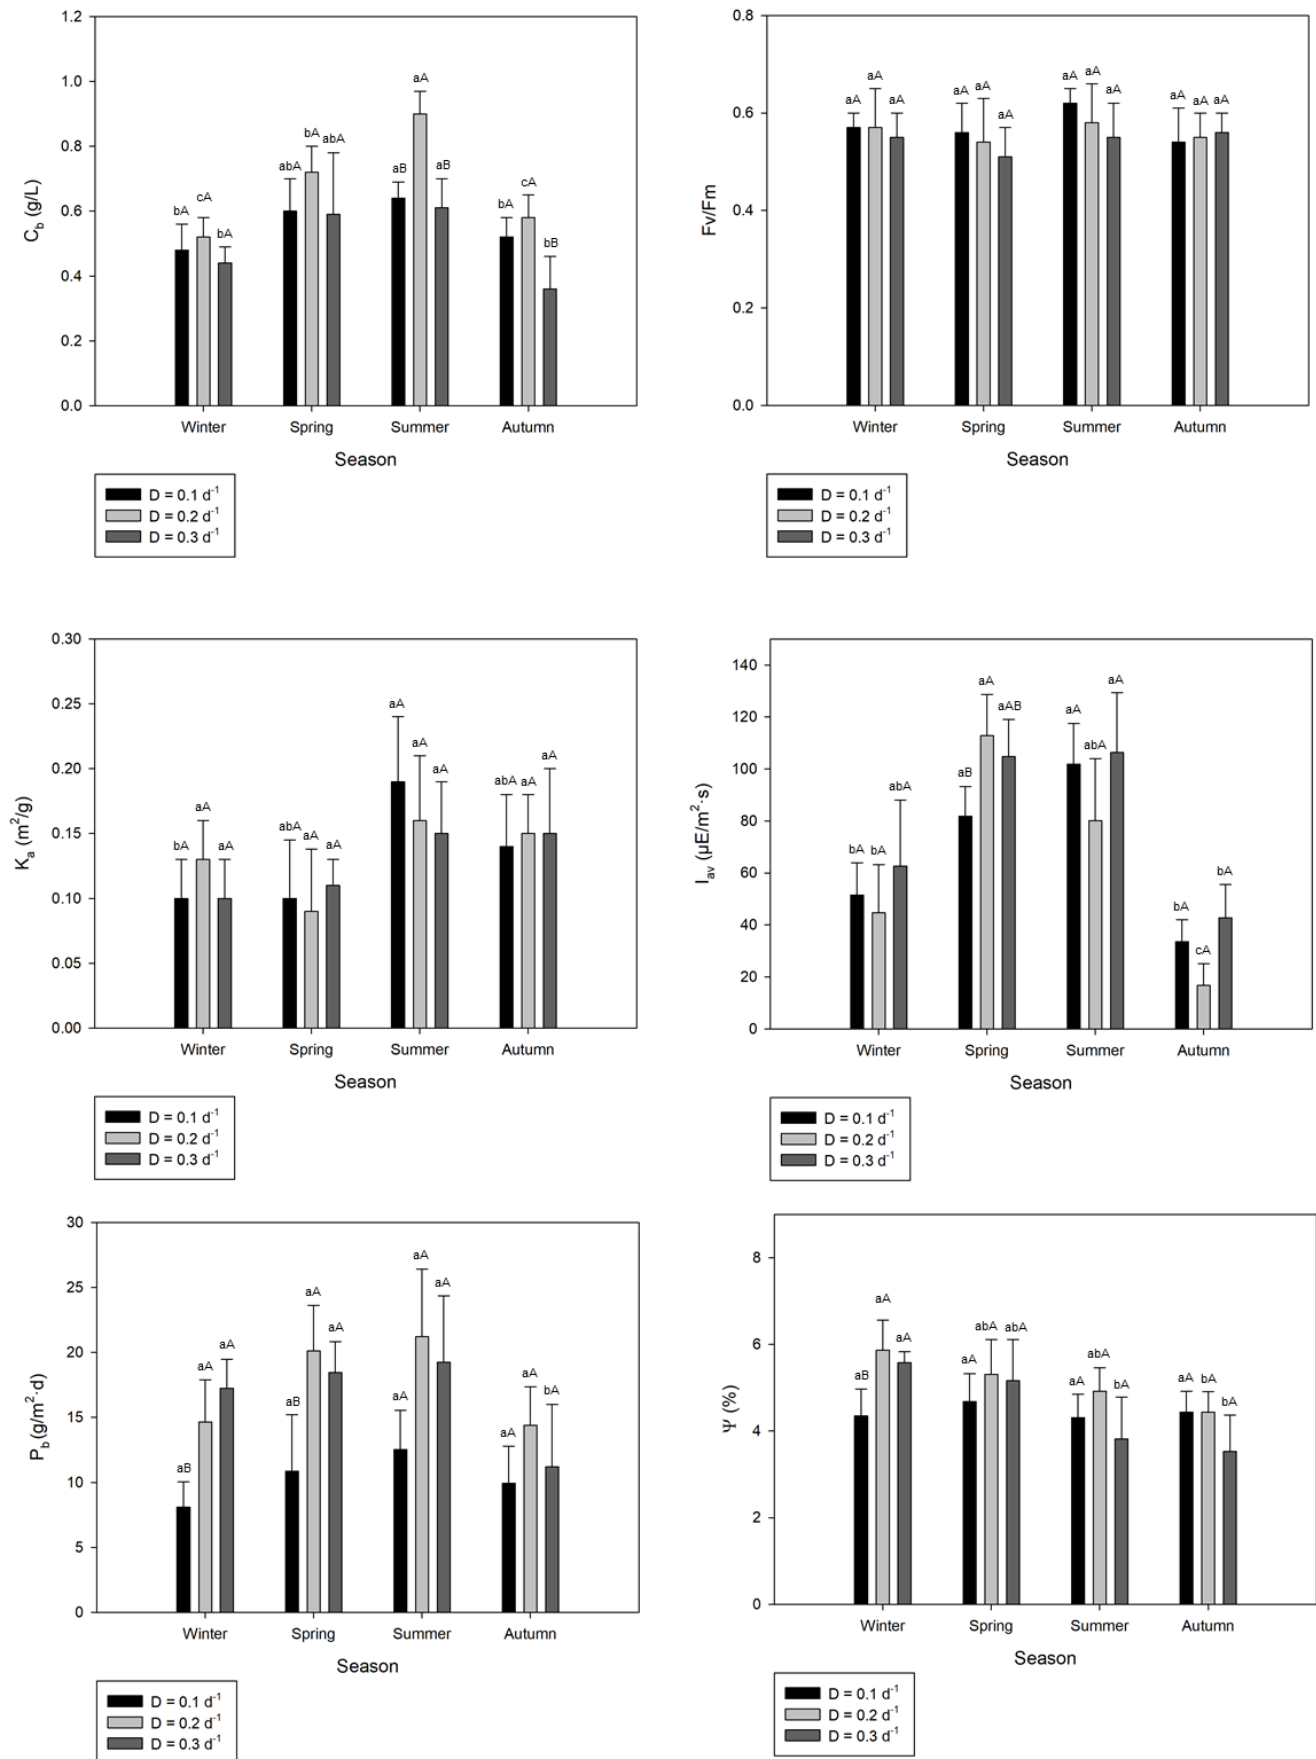 1.2
1.0
0.8
0.6
0.4
0.2
0.0
C_b (g/L)
bA cA bA
abA bA abA
aB aA aB
bA cA bB
Winter Spring Summer Autumn
Season
D = 0.1 d⁻¹
D = 0.2 d⁻¹
D = 0.3 d⁻¹
0.8
0.6
0.4
0.2
0.0
Fv/Fm
aA aA aA
aA aA aA
aA aA aA
aA aA aA
Winter Spring Summer Autumn
Season
D = 0.1 d⁻¹
D = 0.2 d⁻¹
D = 0.3 d⁻¹
0.30
0.25
0.20
0.15
0.10
0.05
0.00
K_a (m²/g)
bA aA aA
abA aA aA
aA aA aA
abA aA aA
Winter Spring Summer Autumn
Season
D = 0.1 d⁻¹
D = 0.2 d⁻¹
D = 0.3 d⁻¹
140
120
100
80
60
40
20
0
I_av (µE/m²·s)
bA bA abA
aB aA aAB
aA abA aA
bA cA bA
Winter Spring Summer Autumn
Season
D = 0.1 d⁻¹
D = 0.2 d⁻¹
D = 0.3 d⁻¹
30
25
20
15
10
5
0
P_b (g/m²·d)
aB aA aA
aB aA aA
aA aA aA
aA aA bA
Winter Spring Summer Autumn
Season
D = 0.1 d⁻¹
D = 0.2 d⁻¹
D = 0.3 d⁻¹
8
6
4
2
0
Ψ (%)
aB aA aA
aA abA abA
aA abA bA
aA bA bA
Winter Spring Summer Autumn
Season
D = 0.1 d⁻¹
D = 0.2 d⁻¹
D = 0.3 d⁻¹